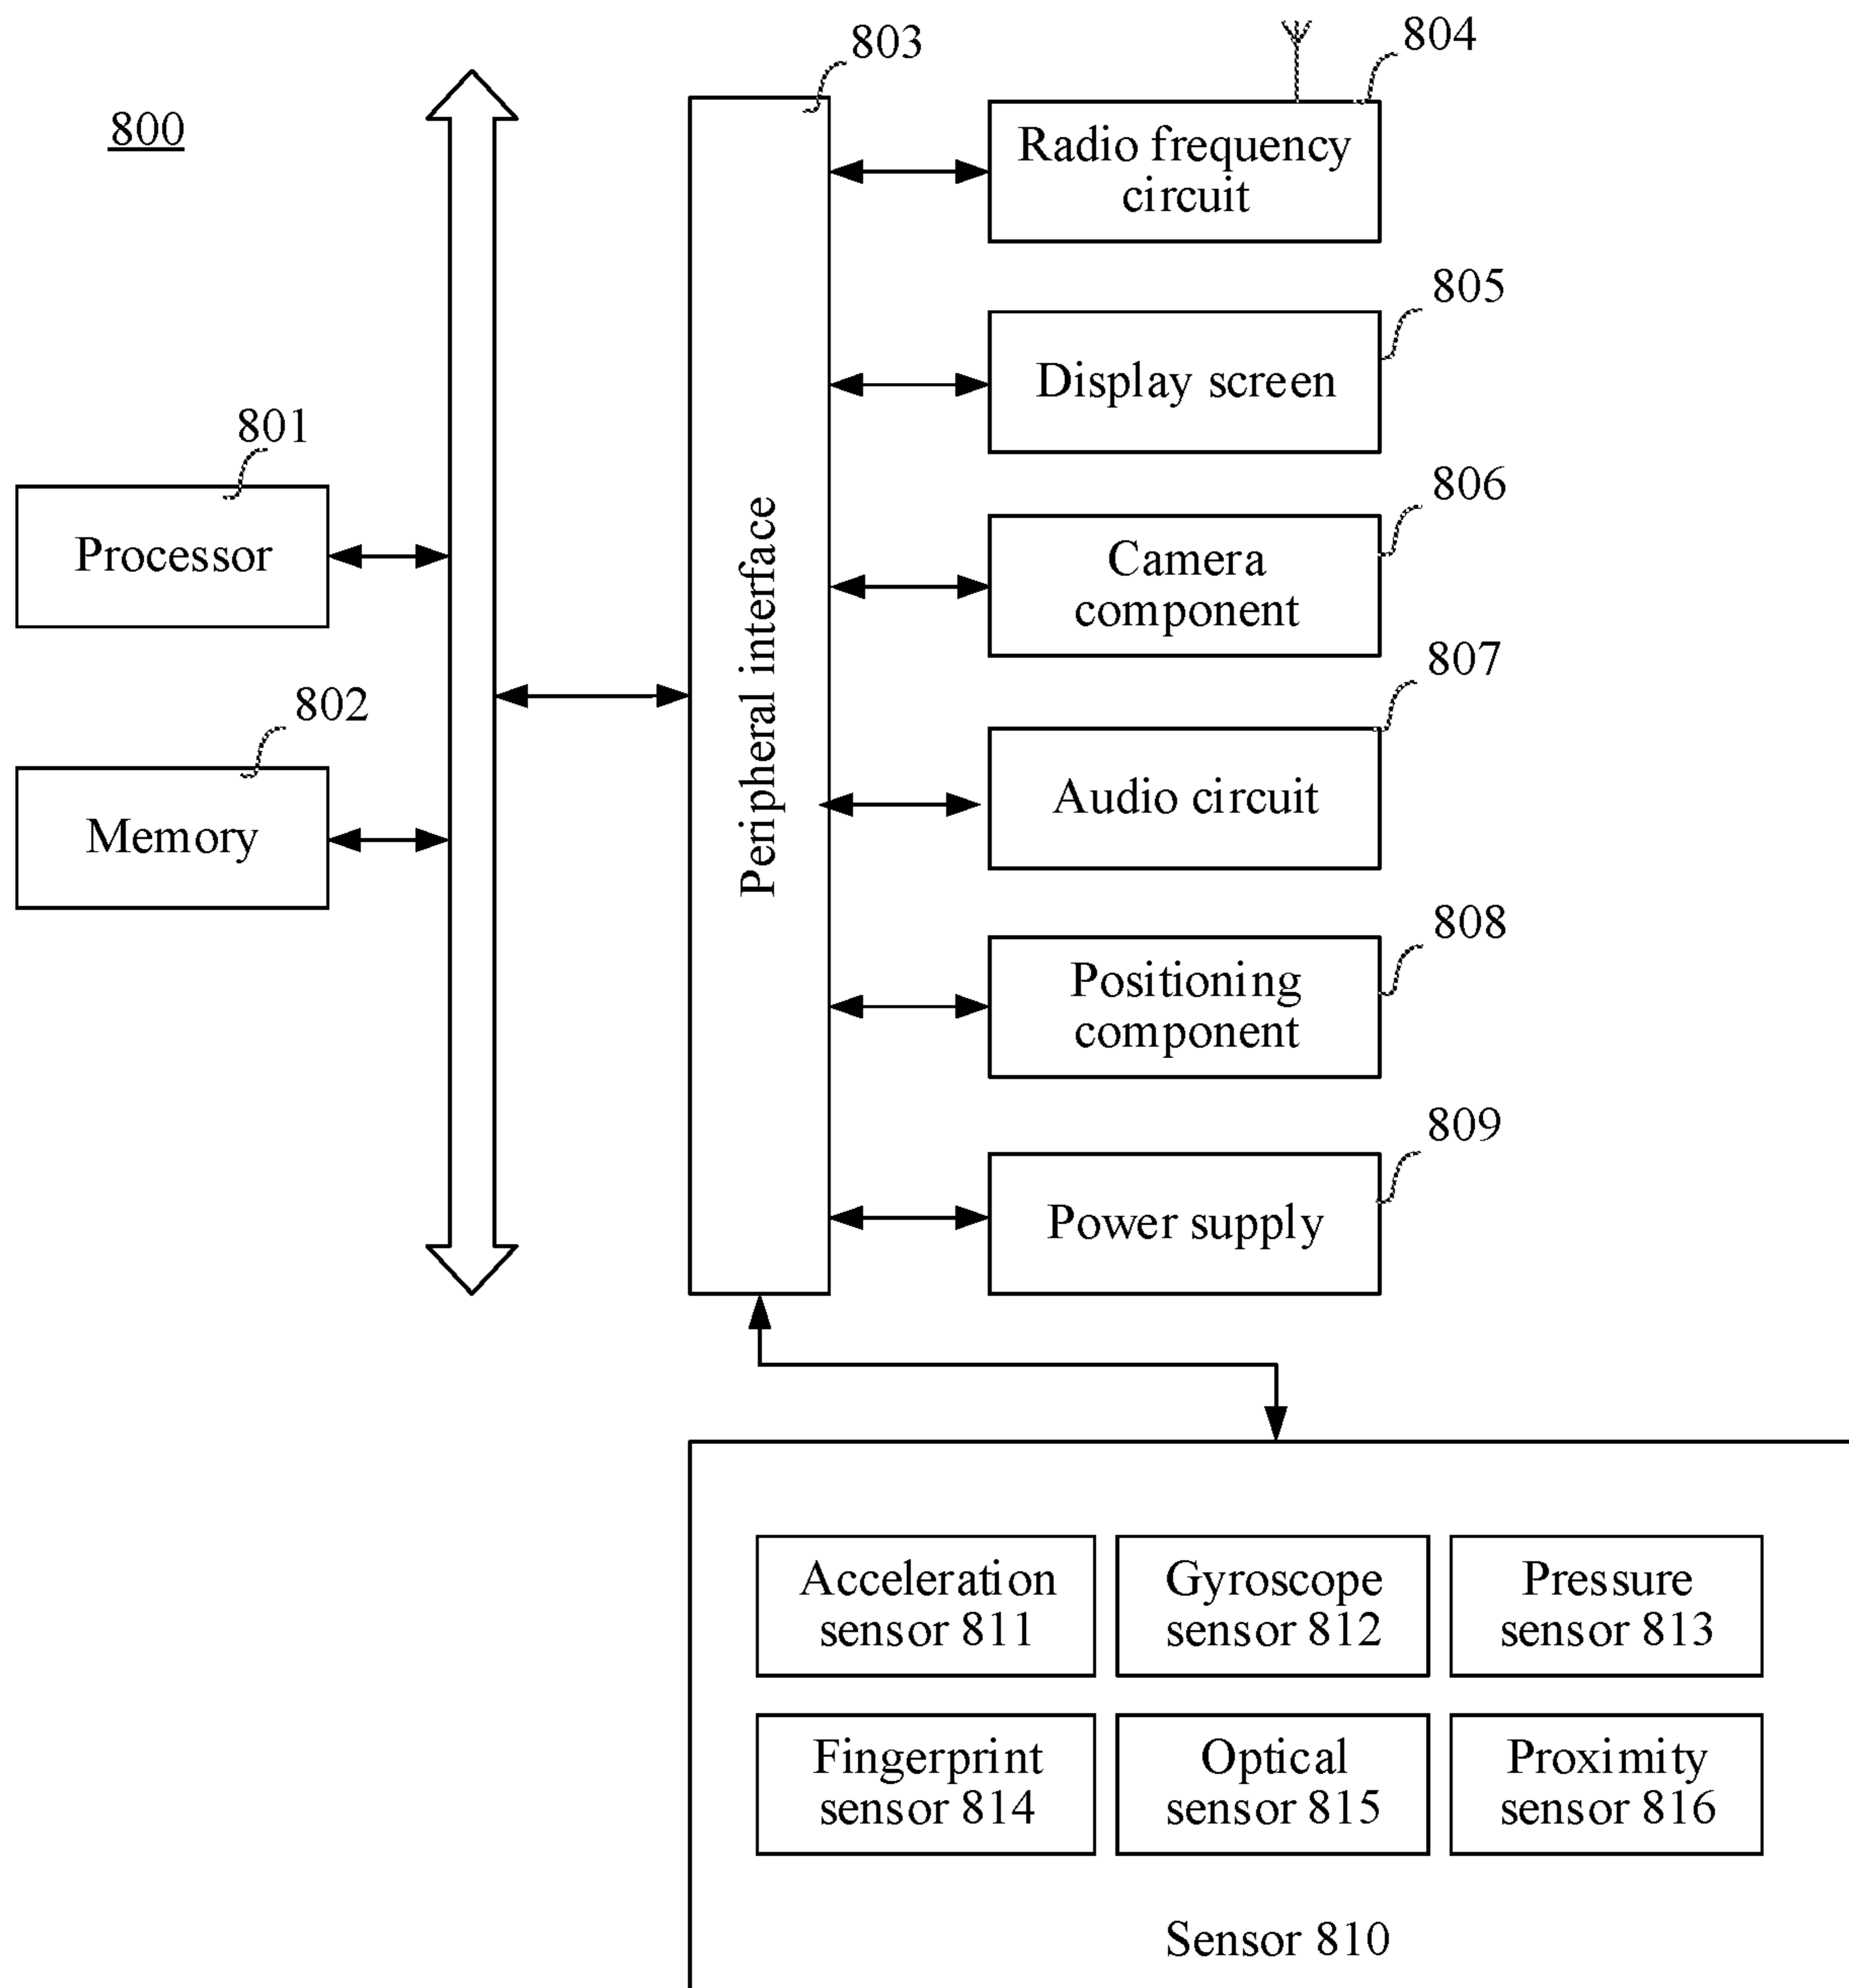 800
803
804
Radio frequency
circuit
805
Display screen
801
Processor
806
Camera
component
Peripheral interface
802
Memory
807
Audio circuit
808
Positioning
component
809
Power supply
Acceleration
sensor 811
Gyroscope
sensor 812
Pressure
sensor 813
Fingerprint
sensor 814
Optical
sensor 815
Proximity
sensor 816
Sensor 810